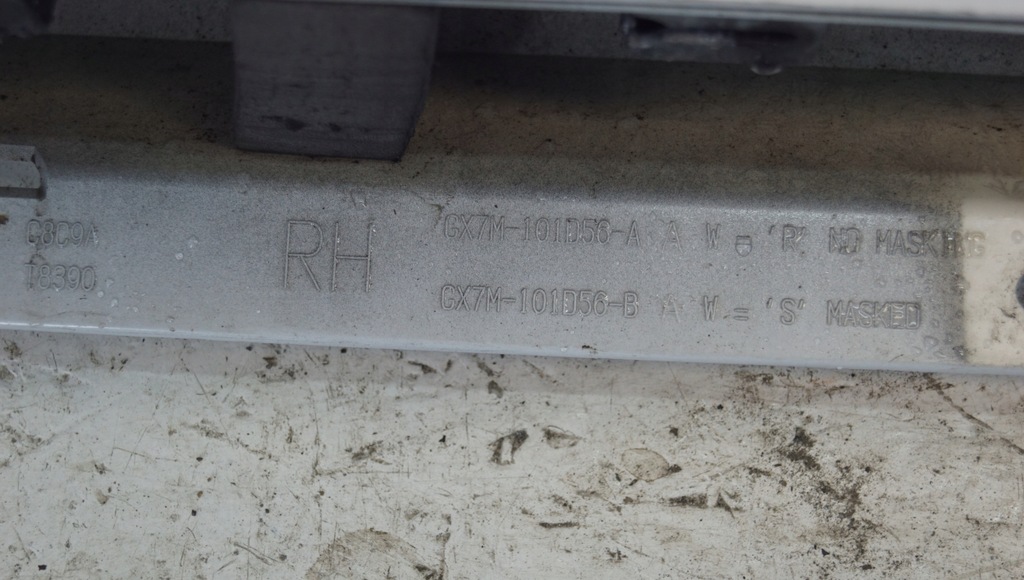 C8C9A
T8390
RH
GX7M-101D56-A A W = 'R' NO MASKING
GX7M-101D56-B A W = 'S' MASKED